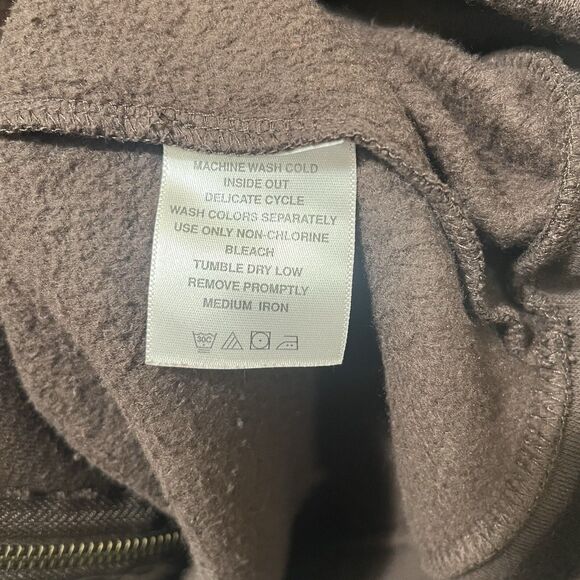 MACHINE WASH COLD
INSIDE OUT
DELICATE CYCLE
WASH COLORS SEPARATELY
USE ONLY NON-CHLORINE
BLEACH
TUMBLE DRY LOW
REMOVE PROMPTLY
MEDIUM IRON
30C